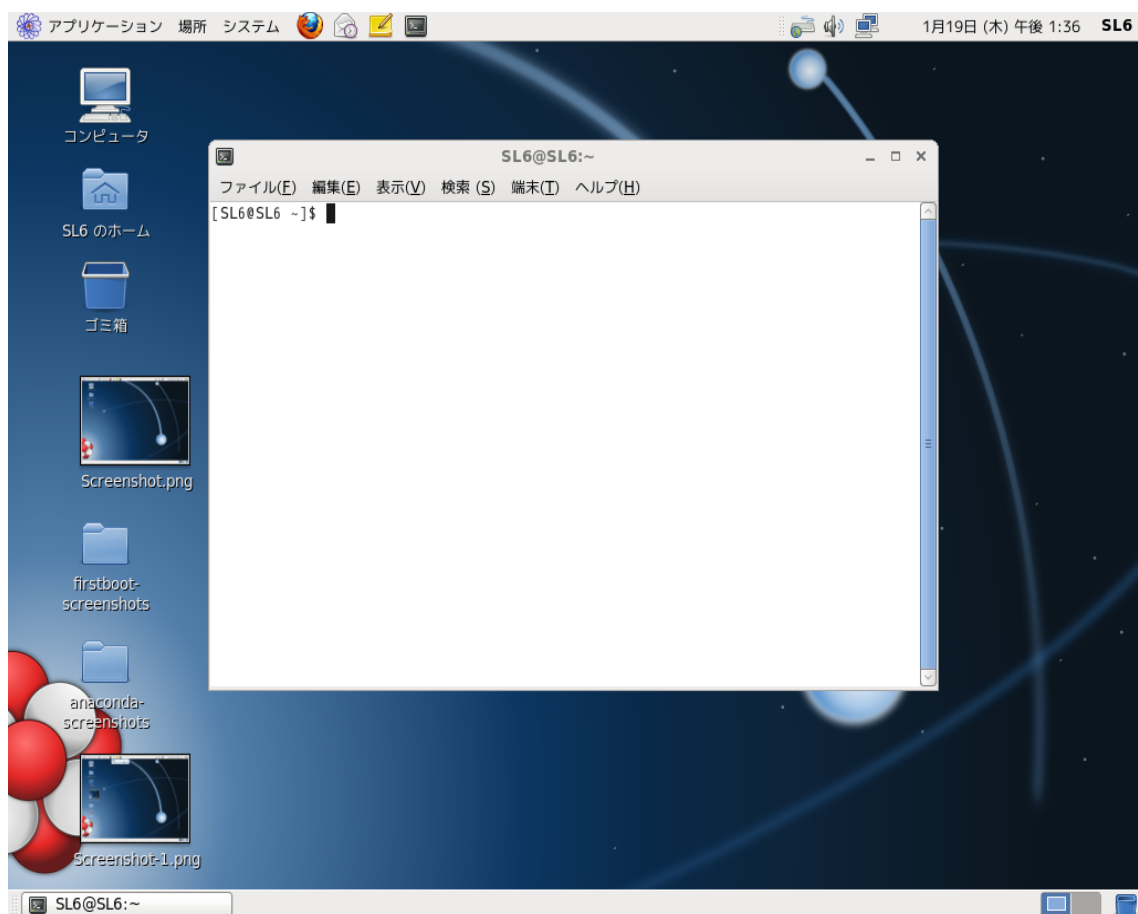 アプリケーション 場所 システム 1月19日 (木) 午後 1:36 SL6
コンピュータ
SL6 のホーム
ゴミ箱
Screenshot.png
firstboot-
screenshots
anaconda-
screenshots
Screenshot-1.png
SL6@SL6:~
ファイル(F) 編集(E) 表示(V) 検索 (S) 端末(T) ヘルプ(H)
[SL6@SL6 ~]$
SL6@SL6:~